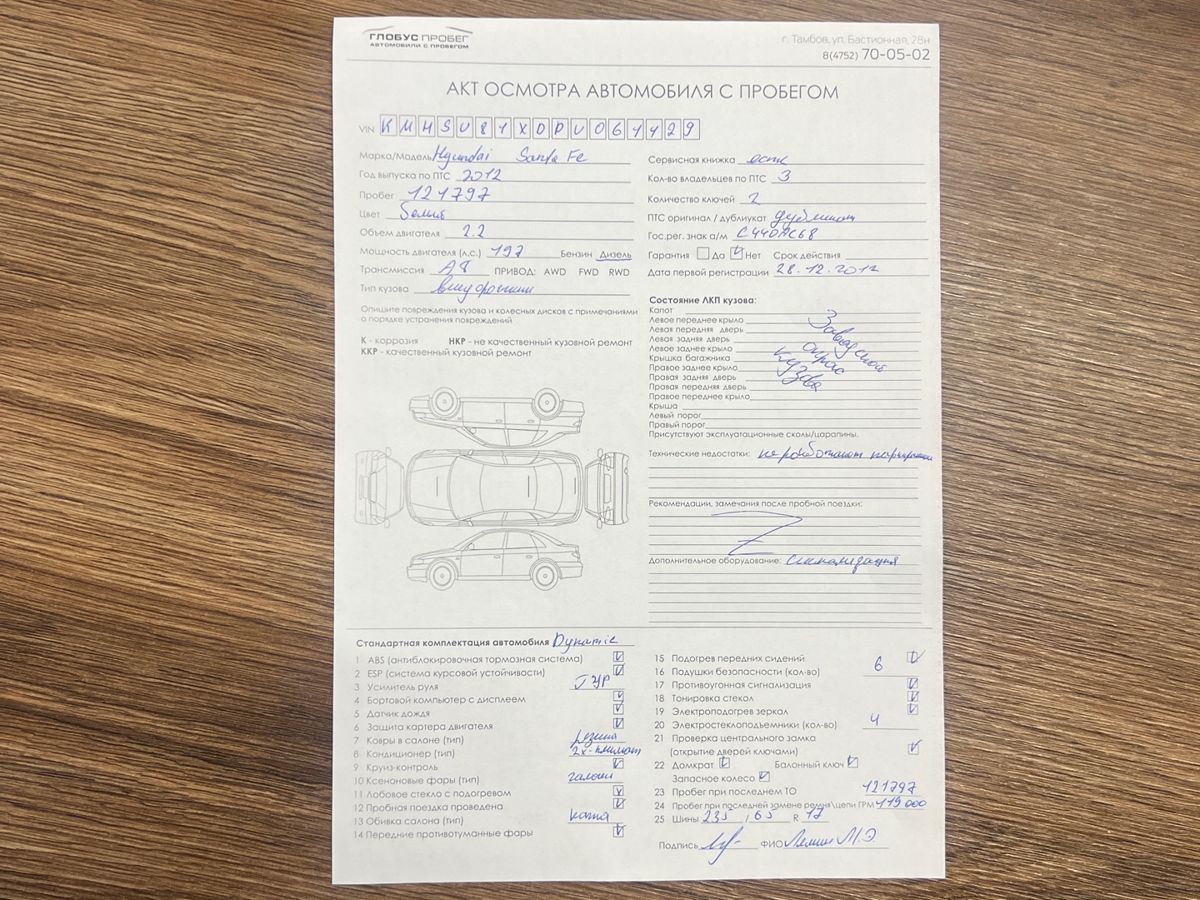 ГЛОБУС ПРОБЕГ
АВТОМОБИЛИ С ПРОБЕГОМ
г. Тамбов, ул. Бастионная, 28н
8(4752) 70-05-02
АКТ ОСМОТРА АВТОМОБИЛЯ С ПРОБЕГОМ
VIN KMHSU81XDDU064429
Марка/Модель Hyundai Santa Fe
Год выпуска по ПТС 2012
Пробег 121797
Цвет белый
Объем двигателя 2.2
Мощность двигателя (л.с.) 197 Бензин Дизель
Трансмиссия А8 ПРИВОД: AWD FWD RWD
Тип кузова внедорожник
Опишите повреждения кузова и колесных дисков с примечаниями
о порядке устранения повреждений
К - коррозия НКР - не качественный кузовной ремонт
ККР - качественный кузовной ремонт
Сервисная книжка есть
Кол-во владельцев по ПТС 3
Количество ключей 2
ПТС оригинал / дубликат дубликат
Гос.рег. знак а/м С440АС68
Гарантия Да Нет Срок действия
Дата первой регистрации 28.12.2012
Состояние ЛКП кузова:
Капот
Левое переднее крыло
Левая передняя дверь
Левая задняя дверь
Левое заднее крыло
Крышка багажника
Правое заднее крыло
Правая задняя дверь
Правая передняя дверь
Правое переднее крыло
Крыша
Левый порог
Правый порог
Заводской
окрас
кузова
Присутствуют эксплуатационные сколы/царапины.
Технические недостатки: не работают
Рекомендации, замечания после пробной поездки:
Z
Дополнительное оборудование: сигнализация
Стандартная комплектация автомобиля Dynamic
1 ABS (антиблокировочная тормозная система)
2 ESP (система курсовой устойчивости)
3 Усилитель руля ГУР
4 Бортовой компьютер с дисплеем
5 Датчик дождя
6 Защита картера двигателя
7 Ковры в салоне (тип) резина
8 Кондиционер (тип) 2х-климат
9 Круиз-контроль
10 Ксеноновые фары (тип) галоген
11 Лобовое стекло с подогревом
12 Пробная поездка проведена
13 Обивка салона (тип) кожа
14 Передние противотуманные фары
15 Подогрев передних сидений
16 Подушки безопасности (кол-во) 6
17 Противоугонная сигнализация
18 Тонировка стекол
19 Электроподогрев зеркал
20 Электростеклоподъемники (кол-во) 4
21 Проверка центрального замка
(открытие дверей ключами)
22 Домкрат Балонный ключ
Запасное колесо
23 Пробег при последнем ТО 121797
24 Пробег при последней замене ремня\цепи ГРМ 119000
25 Шины 235 / 65 R 17
Подпись ФИО М.Э.